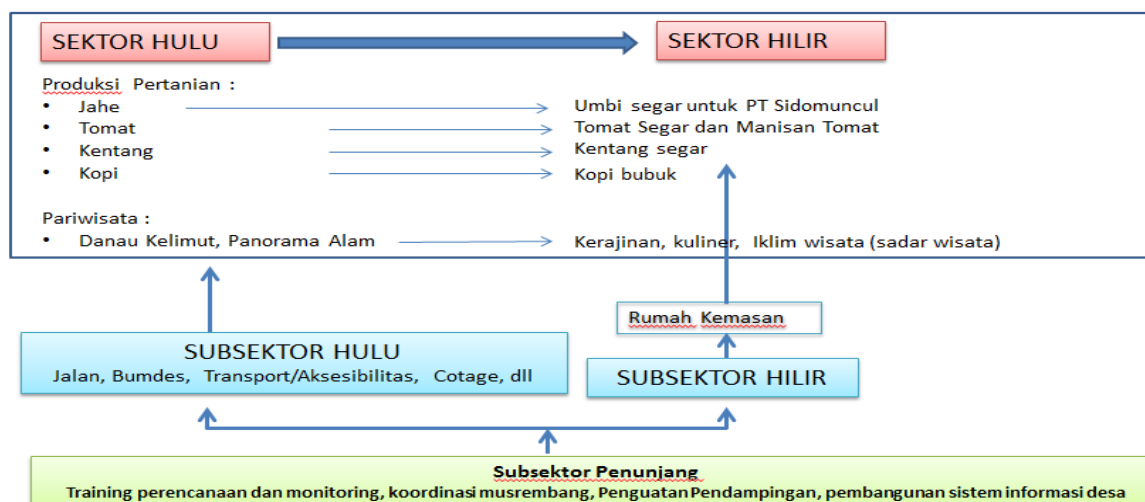 SEKTOR HULU
SEKTOR HILIR
Produksi Pertanian :
• Jahe
Umbi segar untuk PT Sidomuncul
• Tomat
Tomat Segar dan Manisan Tomat
• Kentang
Kentang segar
• Kopi
Kopi bubuk
Pariwisata :
• Danau Kelimut, Panorama Alam
Kerajinan, kuliner, Iklim wisata (sadar wisata)
Rumah Kemasan
SUBSEKTOR HULU
Jalan, Bumdes, Transport/Aksesibilitas, Cotage, dll
SUBSEKTOR HILIR
Subsektor Penunjang
Training perencanaan dan monitoring, koordinasi musrembang, Penguatan Pendampingan, pembangunan sistem informasi desa